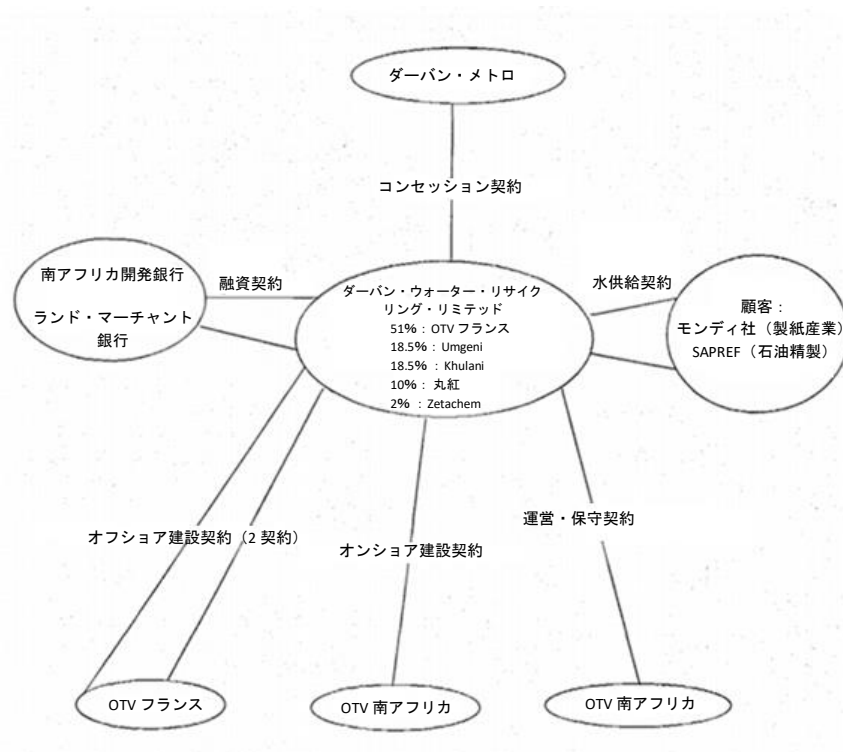 ダーバン・メトロ
コンセッション契約
南アフリカ開発銀行
ランド・マーチャント
銀行
融資契約
ダーバン・ウォーター・リサイク
リング・リミテッド
51%：OTV フランス
18.5%：Umgeni
18.5% ：Khulani
10%： 丸紅
2%：Zetachem
水供給契約
顧客：
モンディ社（製紙産業）
SAPREF（石油精製）
オフショア建設契約（2 契約）
オンショア建設契約
運営・保守契約
OTV フランス
OTV 南アフリカ
OTV 南アフリカ